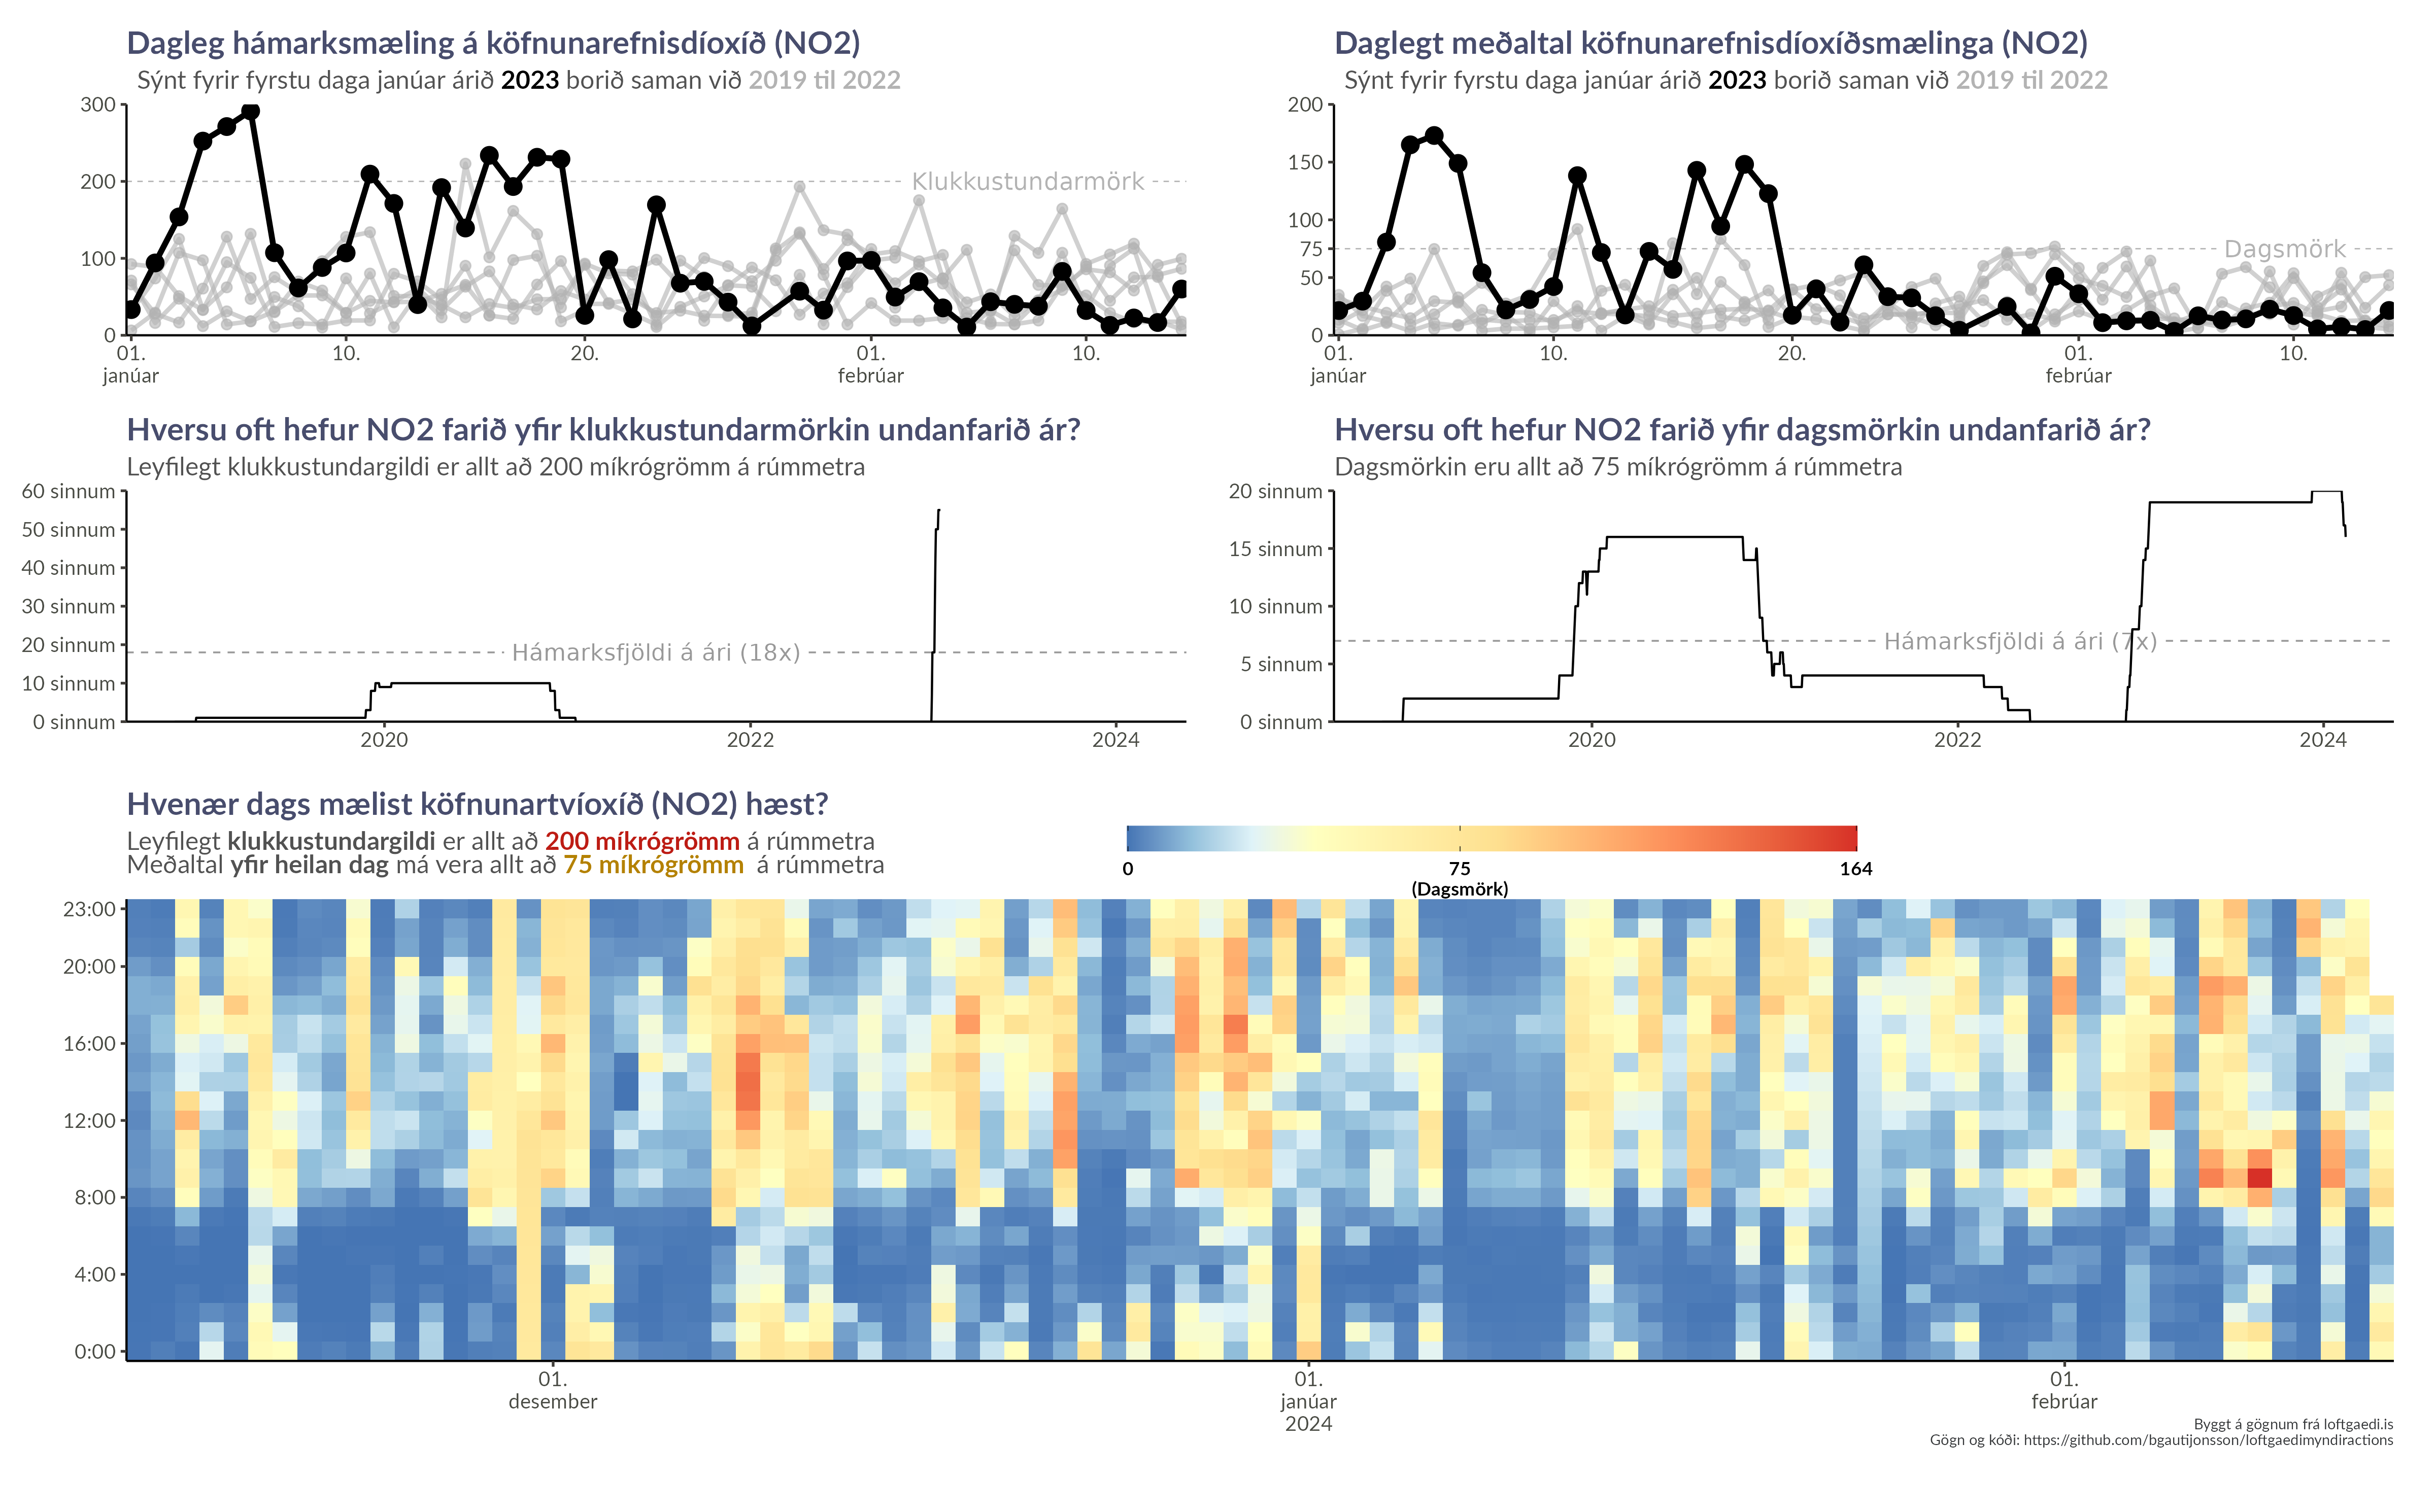 Dagleg hámarksmæling á köfnunarefnisdíoxíð (NO2)
Sýnt fyrir fyrstu daga janúar árið 2023 borið saman við 2019 til 2022
300
200
100
0
Klukkustundarmörk
01.
janúar
10.
20.
01.
febrúar
10.
Daglegt meðaltal köfnunarefnisdíoxíðsmælinga (NO2)
Sýnt fyrir fyrstu daga janúar árið 2023 borið saman við 2019 til 2022
200
150
100
75
50
0
Dagsmörk
01.
janúar
10.
20.
01.
febrúar
10.
Hversu oft hefur NO2 farið yfir klukkustundarmörkin undanfarið ár?
Leyfilegt klukkustundargildi er allt að 200 míkrógrömm á rúmmetra
60 sinnum
50 sinnum
40 sinnum
30 sinnum
20 sinnum
10 sinnum
0 sinnum
Hámarksfjöldi á ári (18x)
2020
2022
2024
Hversu oft hefur NO2 farið yfir dagsmörkin undanfarið ár?
Dagsmörkin eru allt að 75 míkrógrömm á rúmmetra
20 sinnum
15 sinnum
10 sinnum
5 sinnum
0 sinnum
Hámarksfjöldi á ári (7x)
2020
2022
2024
Hvenær dags mælist köfnunartvíoxíð (NO2) hæst?
Leyfilegt klukkustundargildi er allt að 200 míkrógrömm á rúmmetra
Meðaltal yfir heilan dag má vera allt að 75 míkrógrömm á rúmmetra
0
75
(Dagsmörk)
164
23:00
20:00
16:00
12:00
8:00
4:00
0:00
01.
desember
01.
janúar
2024
01.
febrúar
Byggt á gögnum frá loftgaedi.is
Gögn og kóði: https://github.com/bgautijonsson/loftgaedimyndiractions